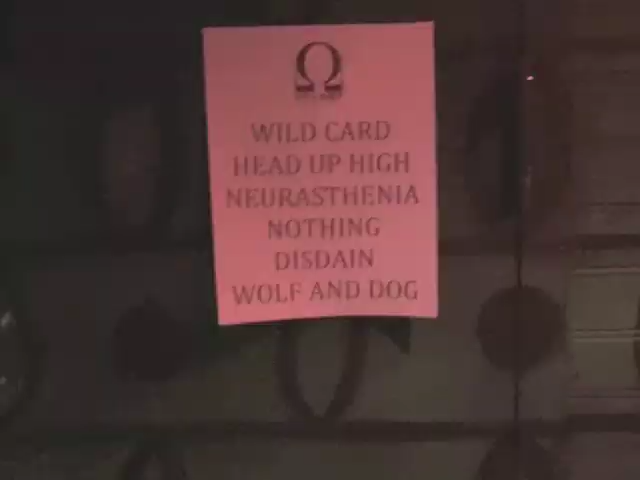 Ω
WILD CARD
HEAD UP HIGH
NEURASTHENIA
NOTHING
DISDAIN
WOLF AND DOG